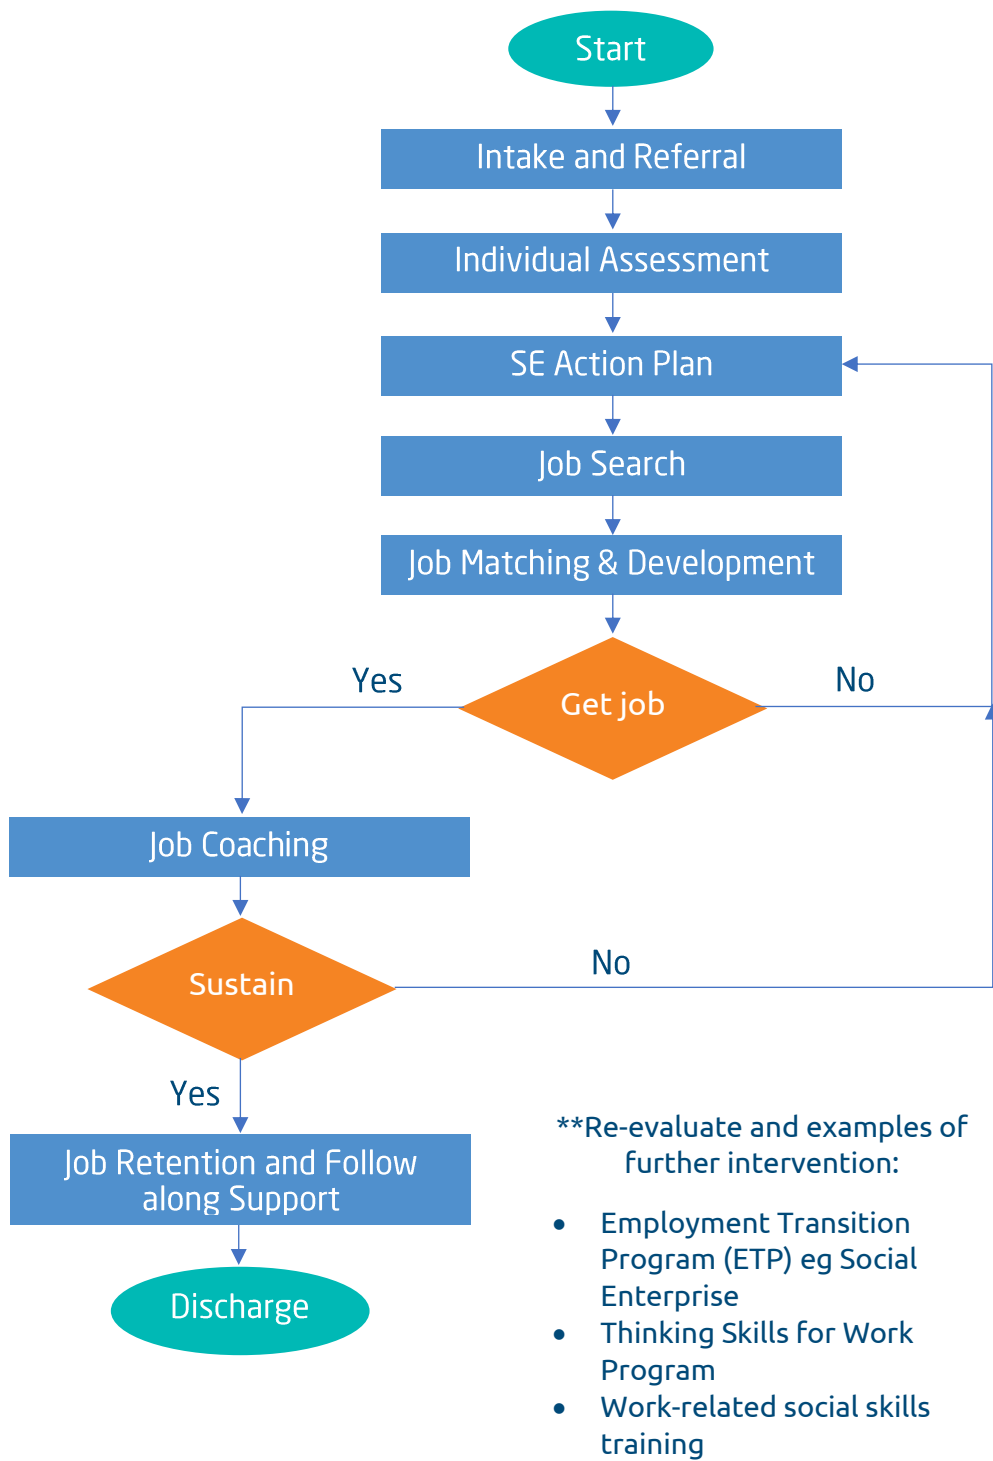 Start
Intake and Referral
Individual Assessment
SE Action Plan
Job Search
Job Matching & Development
Yes
No
Get job
Job Coaching
Sustain
No
Yes
Job Retention and Follow
along Support
Discharge
**Re-evaluate and examples of
further intervention:
• Employment Transition
Program (ETP) eg Social
Enterprise
• Thinking Skills for Work
Program
• Work-related social skills
training